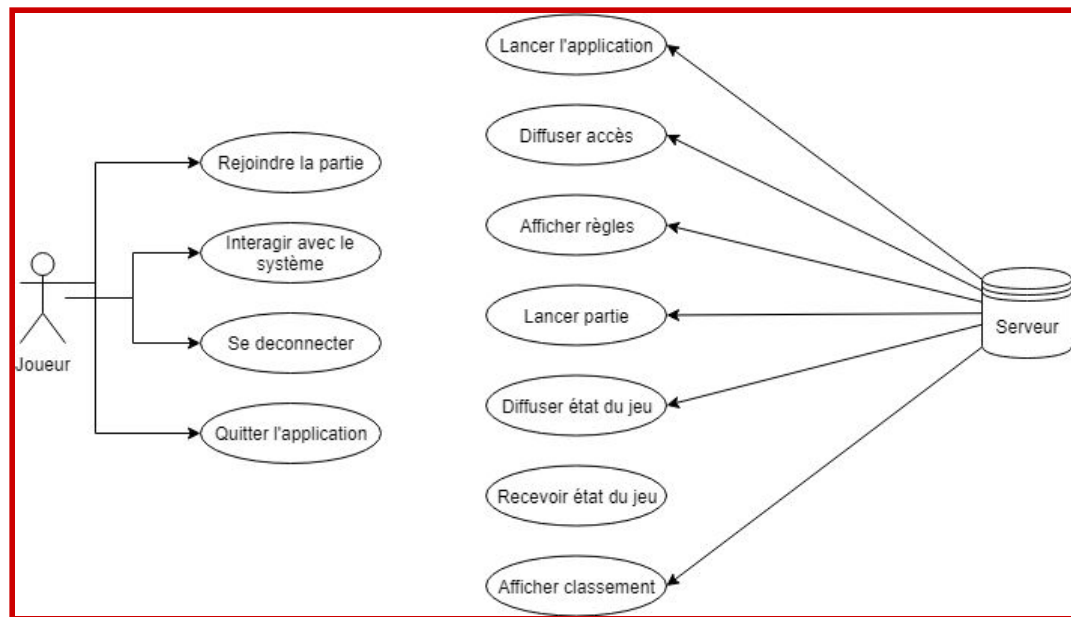 Lancer l'application
Diffuser accès
Rejoindre la partie
Afficher règles
Interagir avec le
système
Lancer partie
Serveur
Se deconnecter
Joueur
Diffuser état du jeu
Quitter l'application
Recevoir état du jeu
Afficher classement